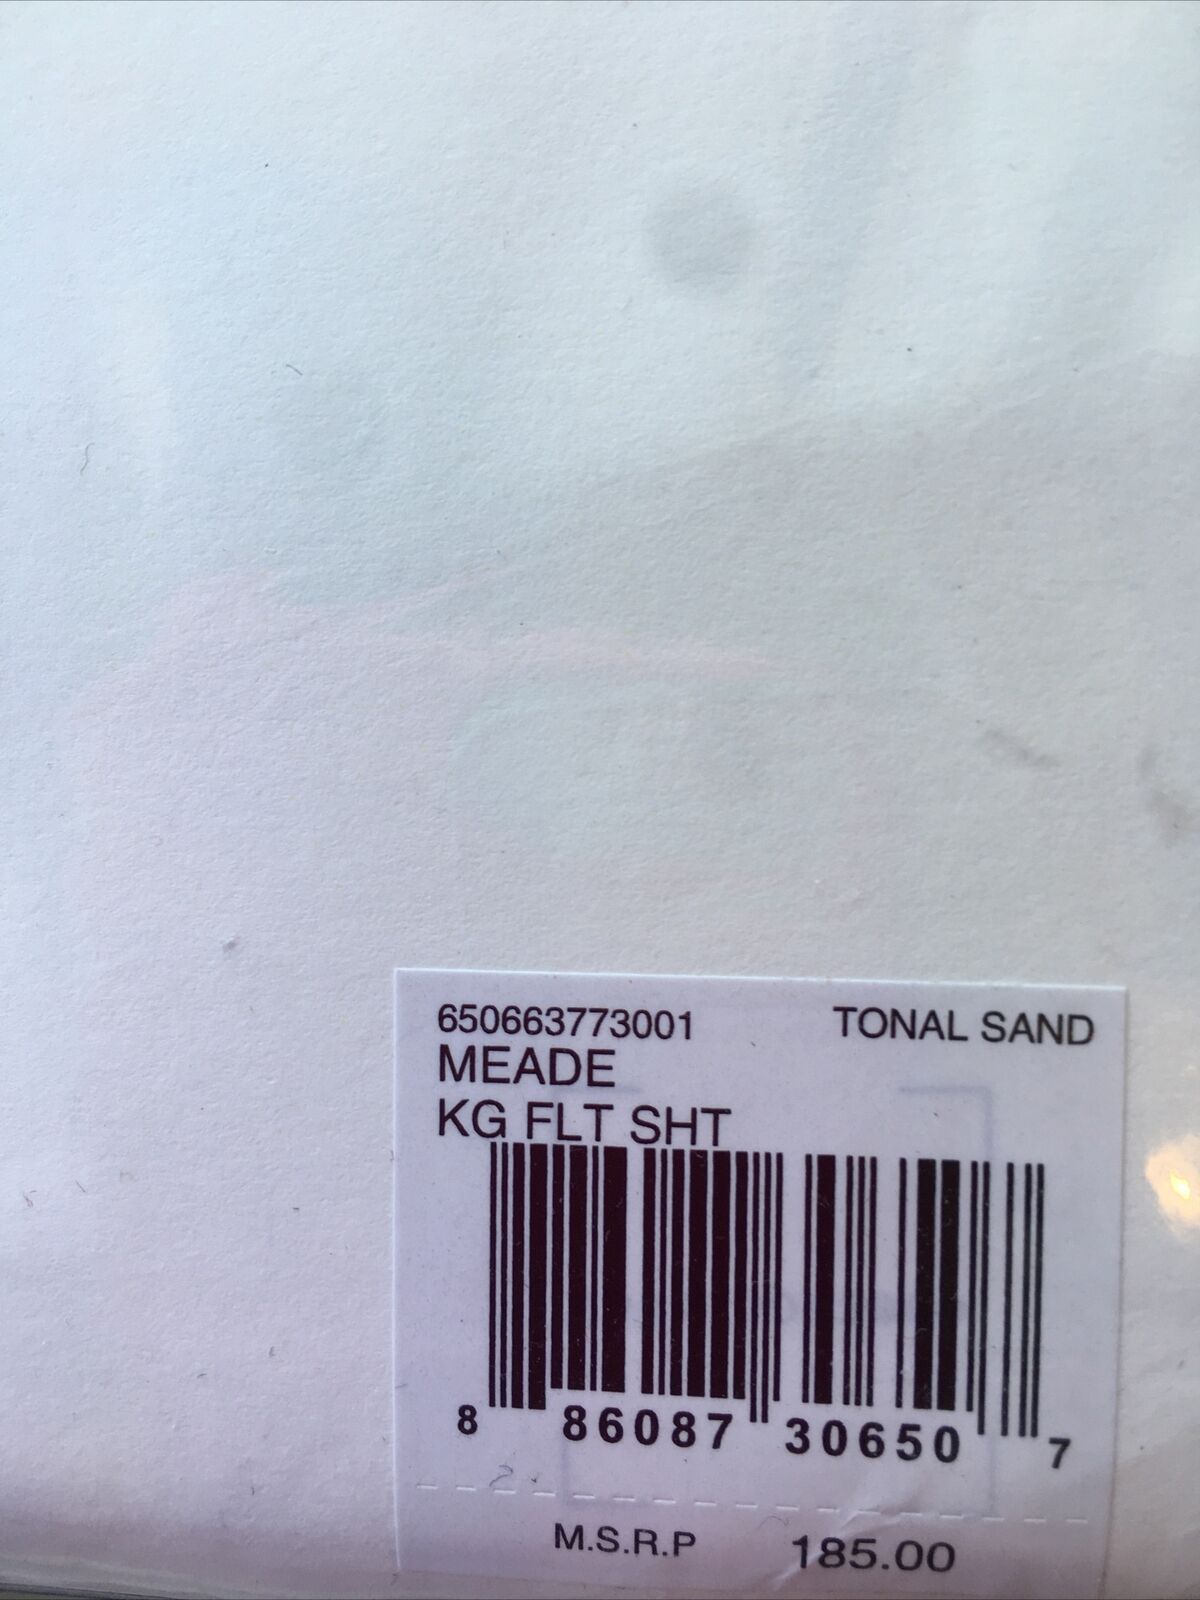 650663773001 TONAL SAND
MEADE
KG FLT SHT
8 86087 30650 7
M.S.R.P 185.00